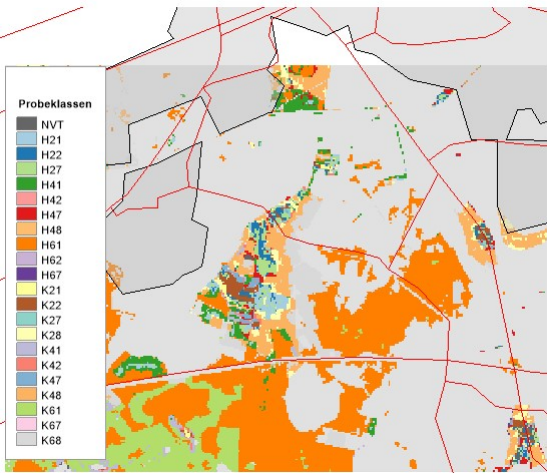 Probeklassen
NVT
H21
H22
H27
H41
H42
H47
H48
H61
H62
H67
K21
K22
K27
K28
K41
K42
K47
K48
K61
K67
K68